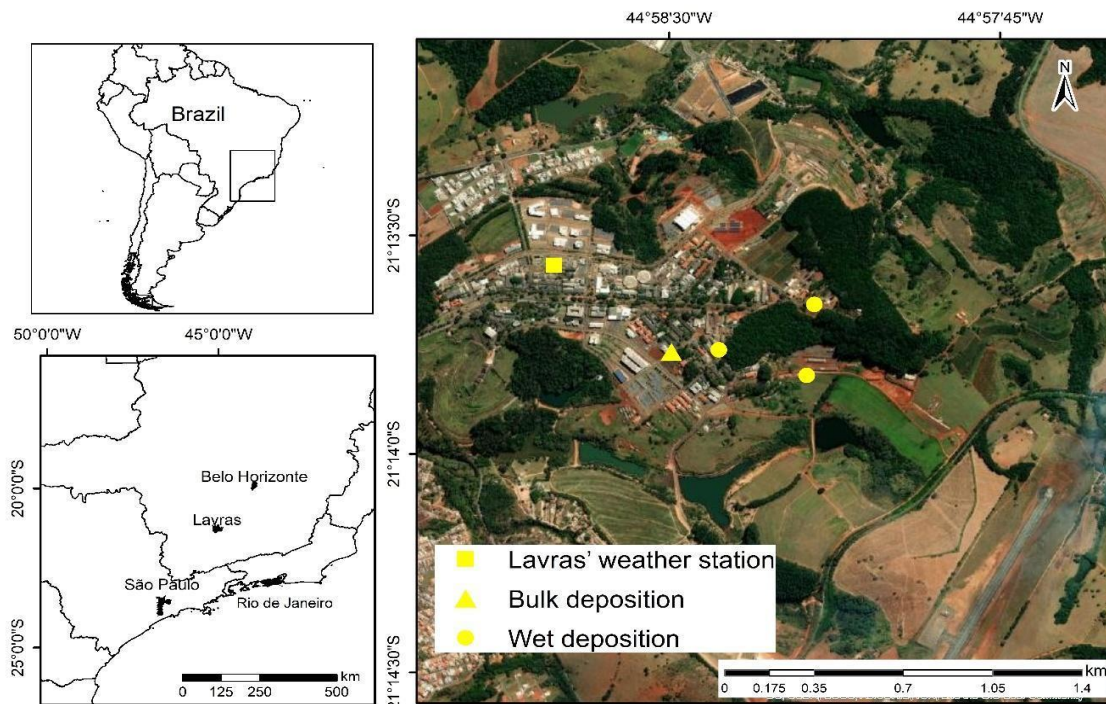 Brazil
50°0'0"W
45°0'0"W
20°0'0"S
25°0'0"S
Belo Horizonte
Lavras
São Paulo
Rio de Janeiro
km
0 125 250 500
44°58'30"W
44°57'45"W
N
21°13'30"S
21°14'0"S
21°14'30"S
Lavras' weather station
Bulk deposition
Wet deposition
km
0 0.175 0.35 0.7 1.05 1.4